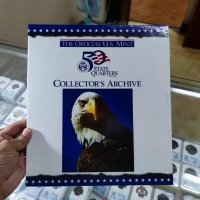 THE OFFICIAL U.S. MINT
50
STATE
QUARTERS
COLLECTOR'S ARCHIVE